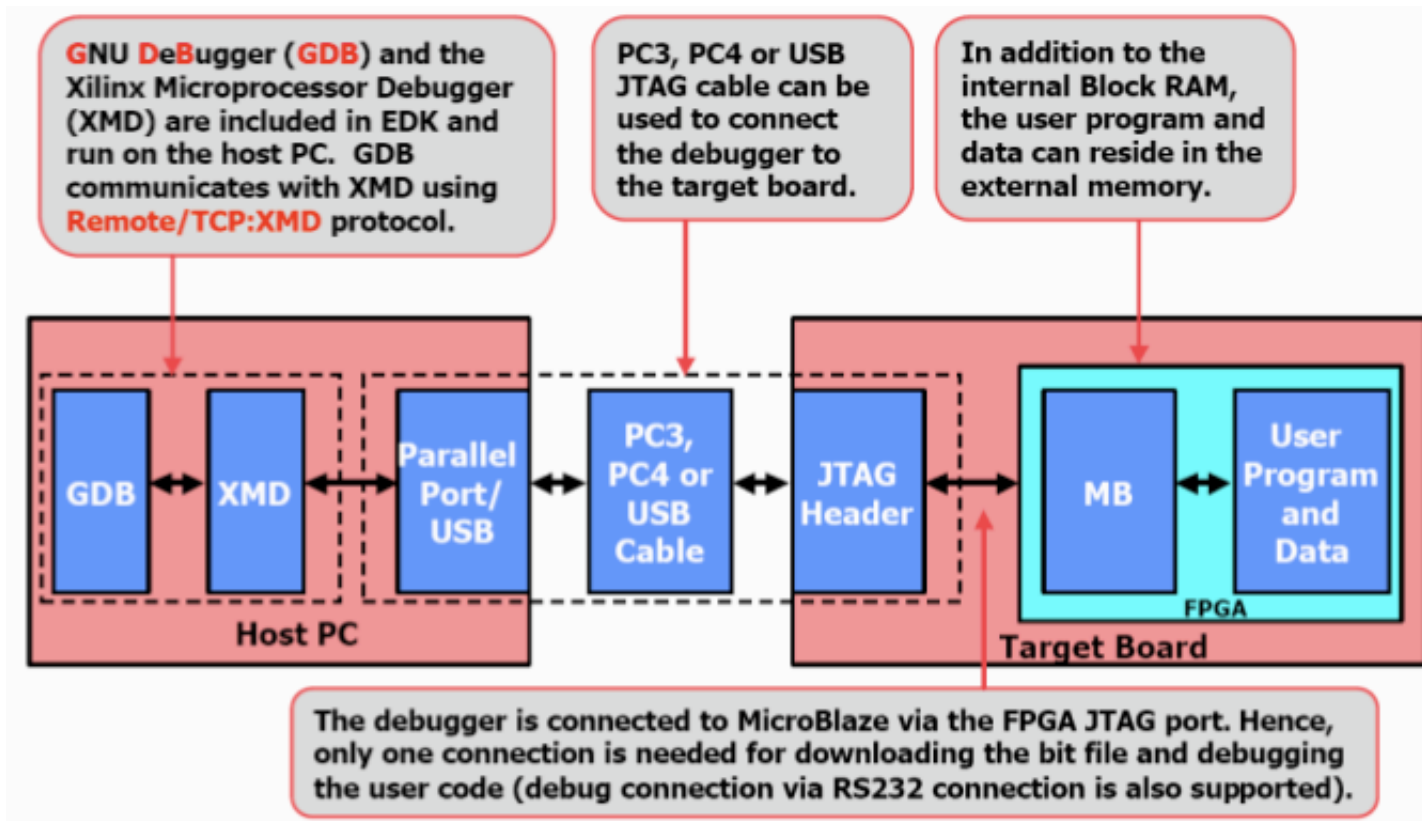 GNU DeBugger (GDB) and the
Xilinx Microprocessor Debugger
(XMD) are included in EDK and
run on the host PC. GDB
communicates with XMD using
Remote/TCP:XMD protocol.
PC3, PC4 or USB
JTAG cable can be
used to connect
the debugger to
the target board.
In addition to the
internal Block RAM,
the user program and
data can reside in the
external memory.
GDB
XMD
Parallel
Port/
USB
PC3,
PC4 or
USB
Cable
JTAG
Header
MB
User
Program
and
Data
FPGA
Host PC
Target Board
The debugger is connected to MicroBlaze via the FPGA JTAG port. Hence,
only one connection is needed for downloading the bit file and debugging
the user code (debug connection via RS232 connection is also supported).